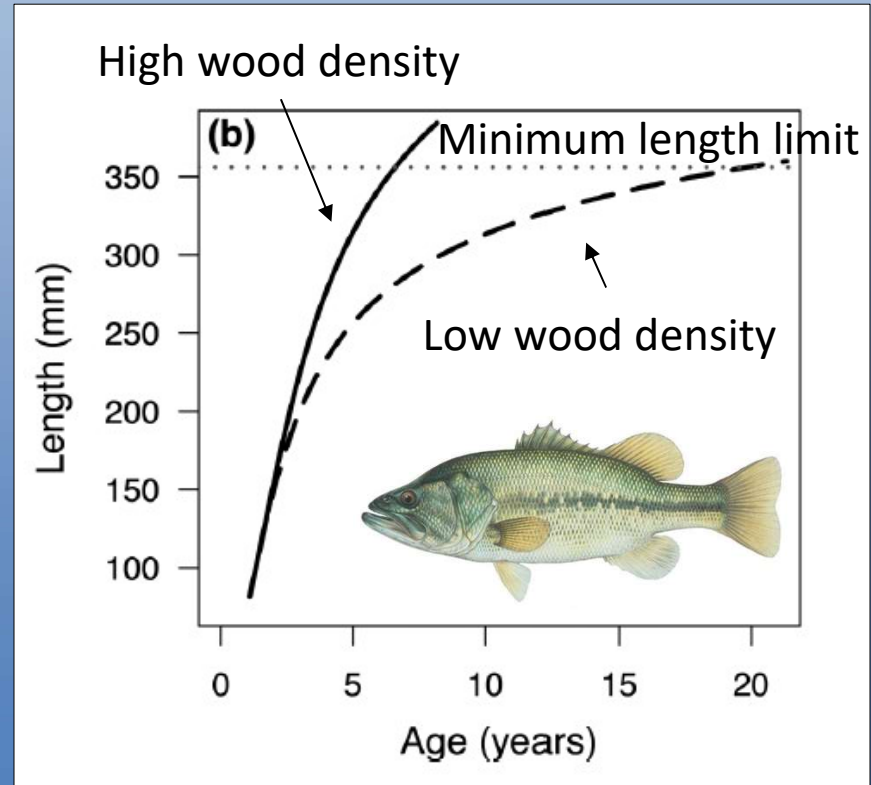 High wood density
(b)
Minimum length limit
350
300
250
200
150
100
Length (mm)
Low wood density
0 5 10 15 20
Age (years)